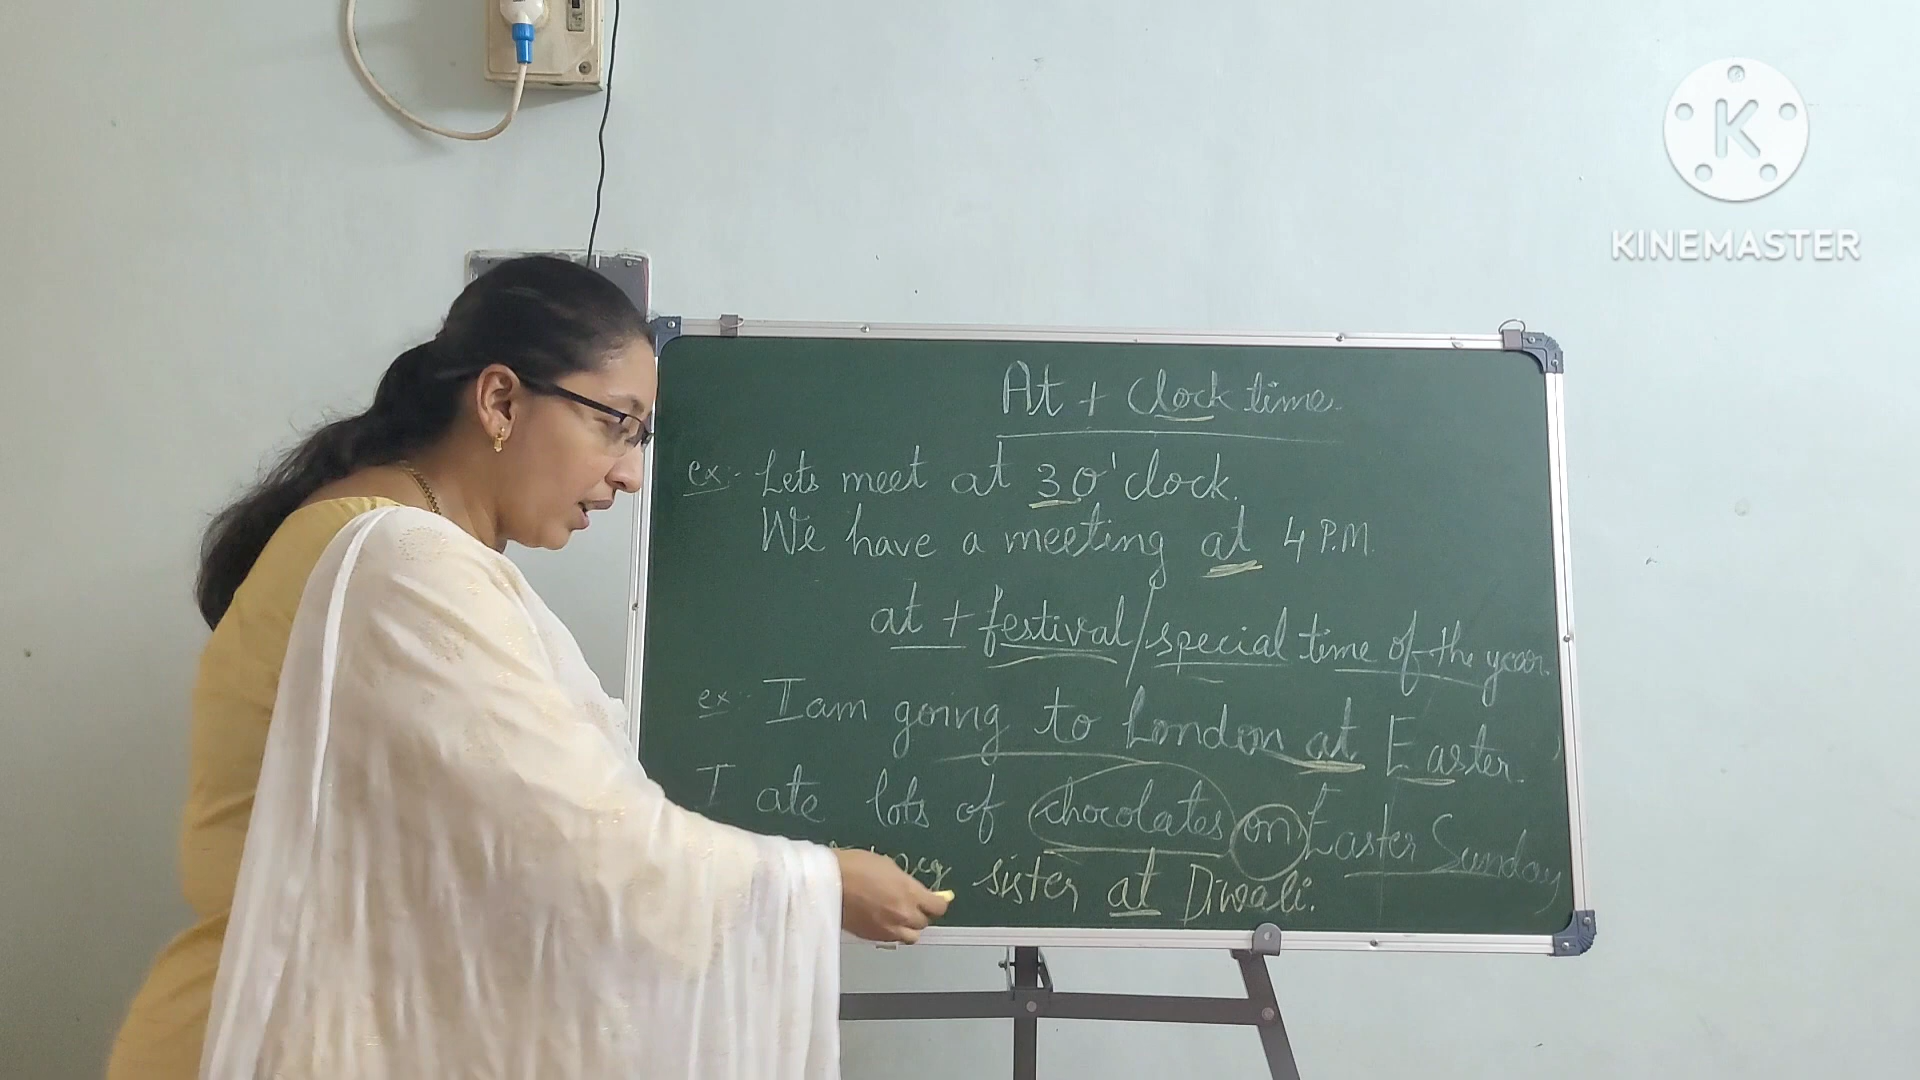 K
KINEMASTER
At + Clock time.
ex:- Lets meet at 3 O'clock.
We have a meeting at 4 P.M.
at + festival/special time of the year.
ex:- I am going to London at Easter.
I ate lots of chocolates on Easter Sunday
my sister at Diwali.